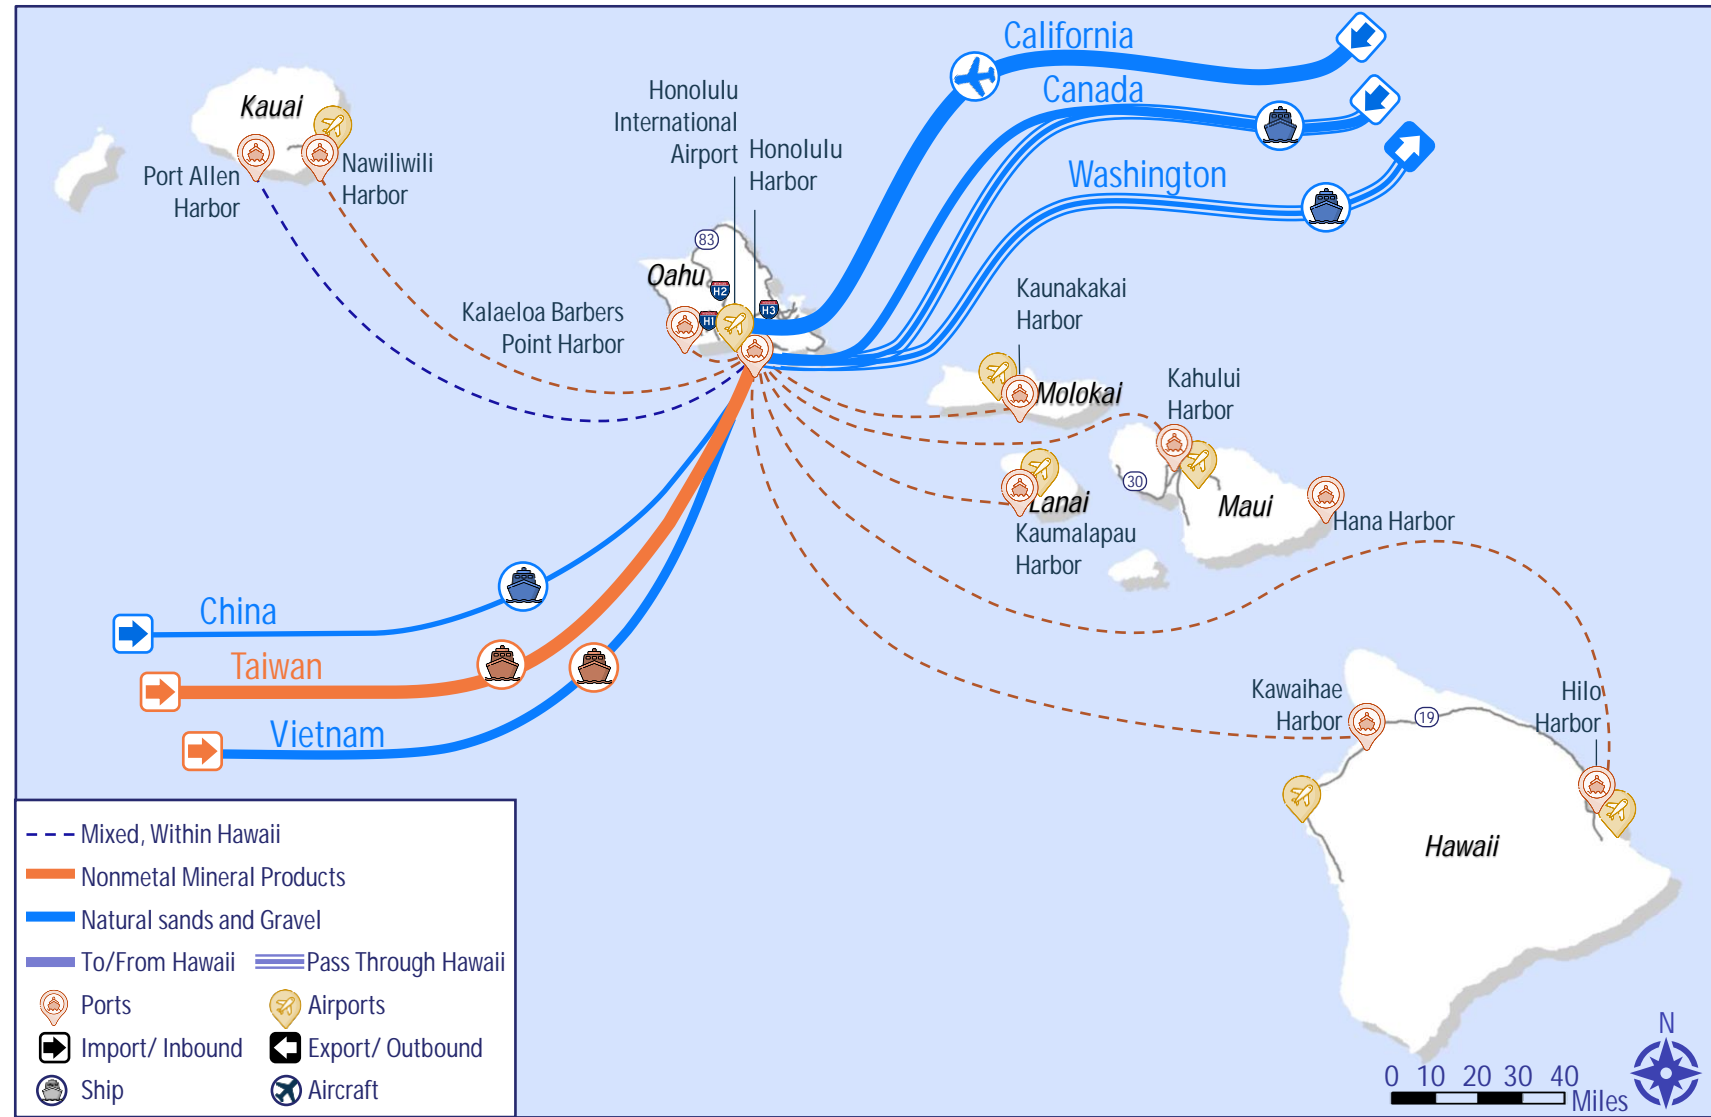 California
Canada
Washington
Kauai
Port Allen
Harbor
Nawiliwili
Harbor
Honolulu
International
Airport
Honolulu
Harbor
83
Oahu
H2
H1
H3
Kalaeloa Barbers
Point Harbor
Kaunakakai
Harbor
Molokai
Kahului
Harbor
30
Lanai
Kaumalapau
Harbor
Maui
Hana Harbor
China
Taiwan
Vietnam
Kawaihae
Harbor
19
Hilo
Harbor
Hawaii
Mixed, Within Hawaii
Nonmetal Mineral Products
Natural sands and Gravel
To/From Hawaii Pass Through Hawaii
Ports Airports
Import/ Inbound Export/ Outbound
Ship Aircraft
N
0 10 20 30 40
Miles